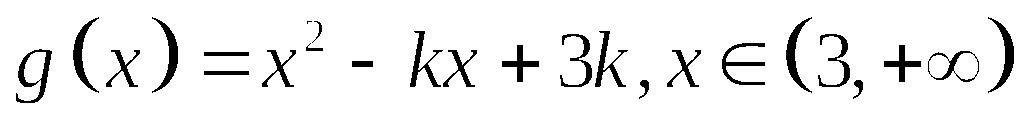 g(x)=x² - kx+3k,x∈(3,+∞)